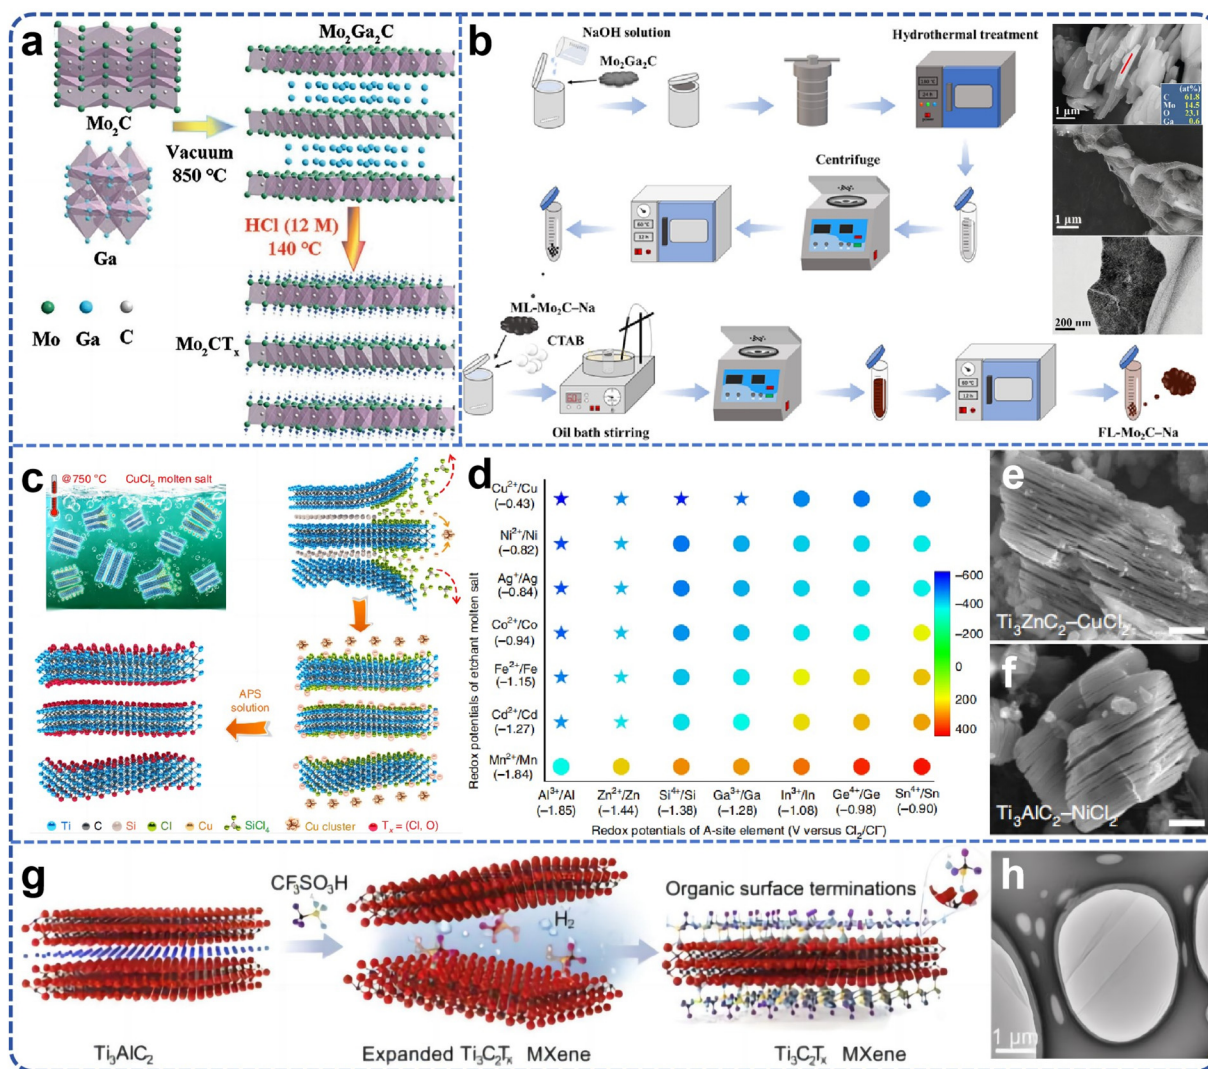 a
Mo2C
Vacuum
850 °C
Ga
Mo2Ga2C
HCl (12 M)
140 °C
Mo Ga C
Mo2CTx
b
NaOH solution
Mo2Ga2C
Hydrothermal treatment
Centrifuge
ML-Mo2C–Na
CTAB
Oil bath stirring
FL-Mo2C–Na
1 μm
(at%)
C 61.8
Mo 14.5
O 23.1
Ga 0.6
1 μm
200 nm
c
@750 °C CuCl2 molten salt
APS
solution
Ti C Si Cl Cu SiCl4 Cu cluster Tx = (Cl, O)
d
Redox potentials of etchant molten salt
Cu2+/Cu
(−0.43)
Ni2+/Ni
(−0.82)
Ag+/Ag
(−0.84)
Co2+/Co
(−0.94)
Fe2+/Fe
(−1.15)
Cd2+/Cd
(−1.27)
Mn2+/Mn
(−1.84)
Al3+/Al Zn2+/Zn Si4+/Si Ga3+/Ga In3+/In Ge4+/Ge Sn4+/Sn
(−1.85) (−1.44) (−1.38) (−1.28) (−1.08) (−0.98) (−0.90)
Redox potentials of A-site element (V versus Cl2/Cl−)
−600
−400
−200
0
200
400
e
Ti3ZnC2–CuCl2
f
Ti3AlC2–NiCl2
g
CF3SO3H
H2
Organic surface terminations
Ti3AlC2
Expanded Ti3C2Tx MXene
Ti3C2Tx MXene
h
1 μm